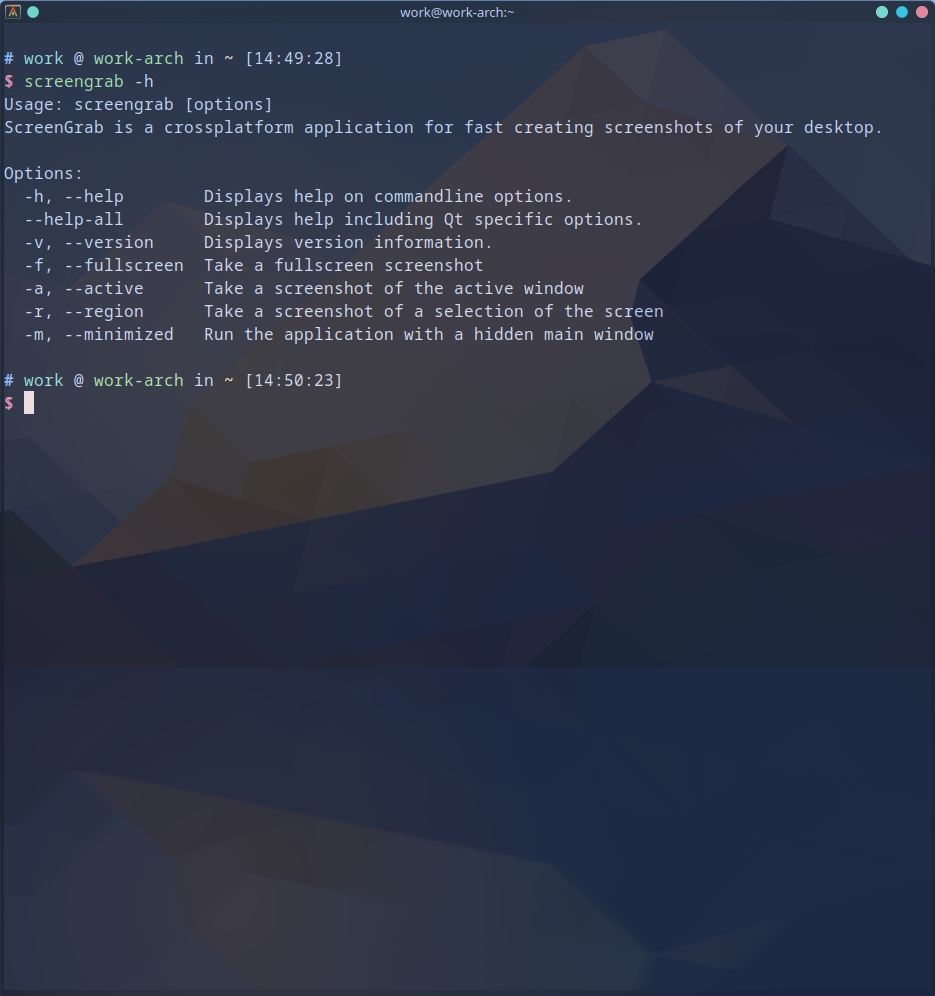 work@work-arch:~
# work @ work-arch in ~ [14:49:28]
$ screengrab -h
Usage: screengrab [options]
ScreenGrab is a crossplatform application for fast creating screenshots of your desktop.
Options:
-h, --help Displays help on commandline options.
--help-all Displays help including Qt specific options.
-v, --version Displays version information.
-f, --fullscreen Take a fullscreen screenshot
-a, --active Take a screenshot of the active window
-r, --region Take a screenshot of a selection of the screen
-m, --minimized Run the application with a hidden main window
# work @ work-arch in ~ [14:50:23]
$